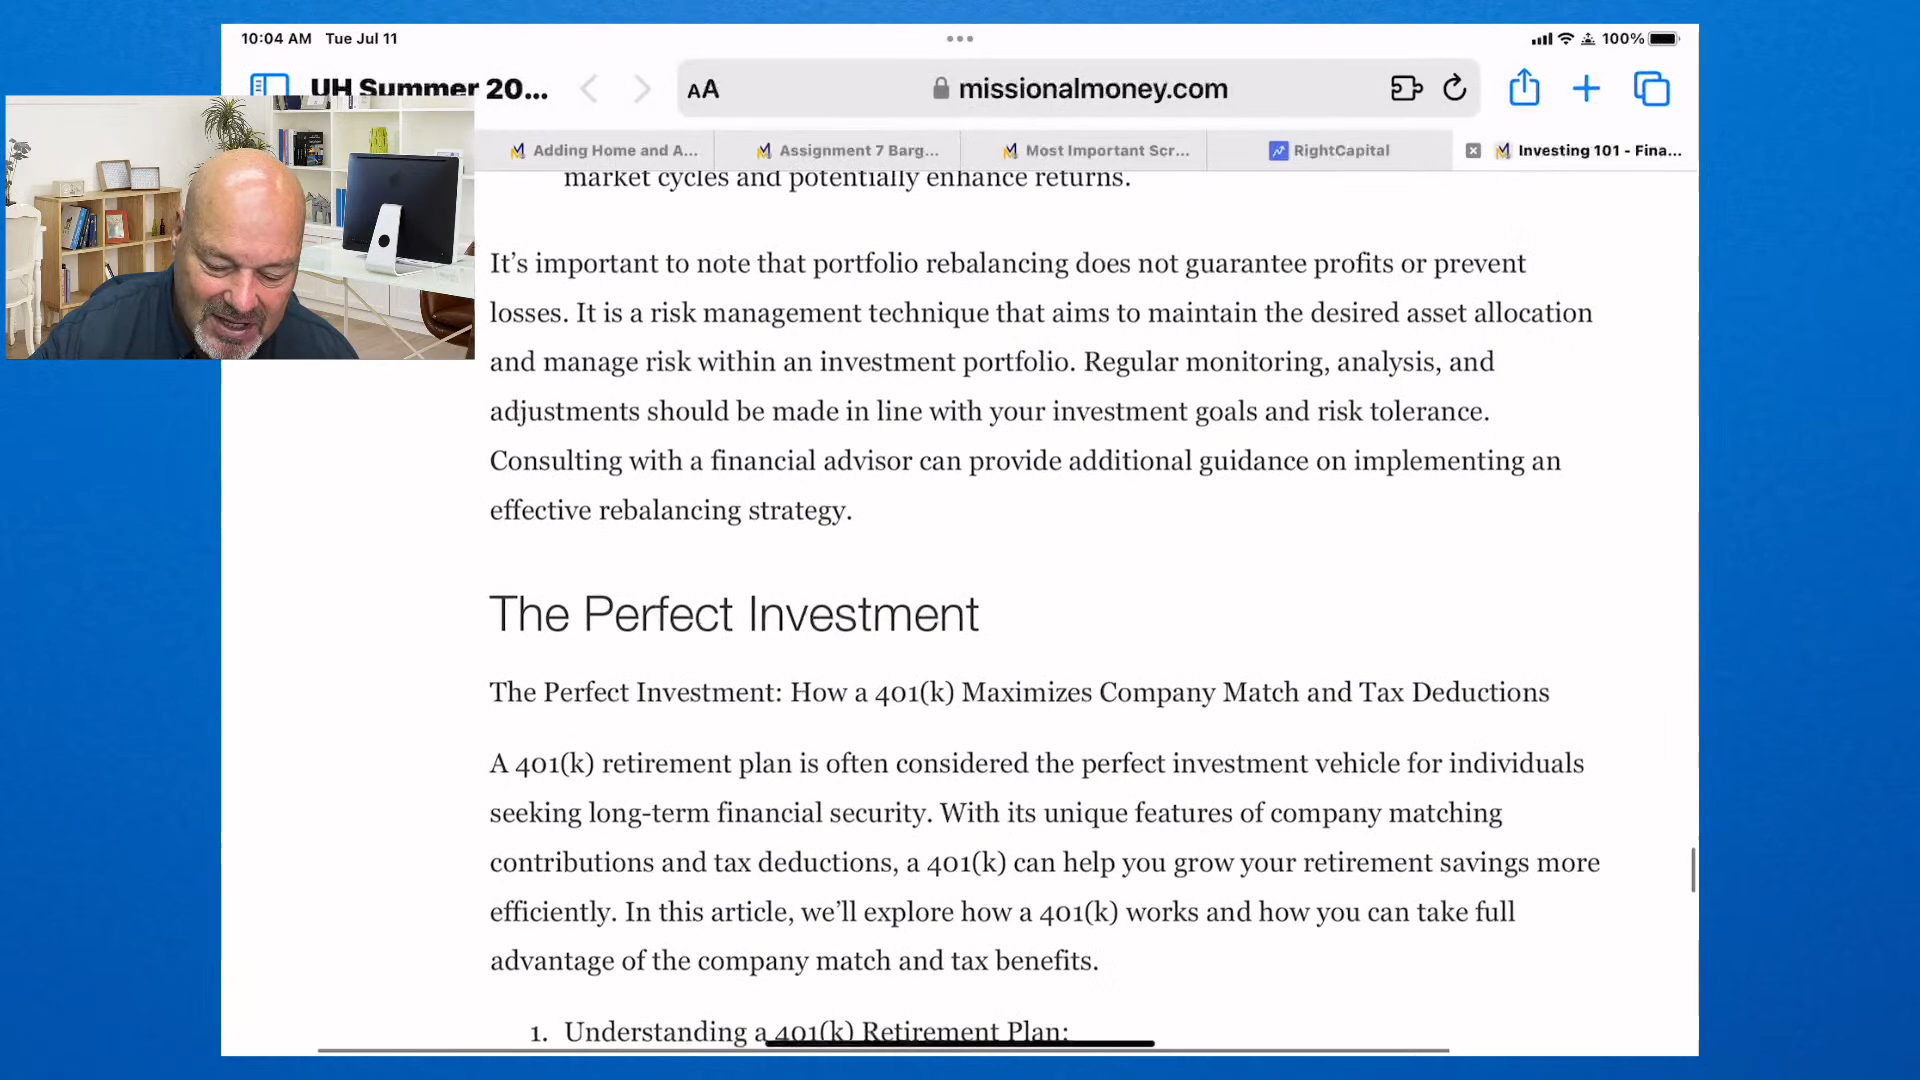 10:04 AM Tue Jul 11
100%
UH Summer 20...
AA
missionalmoney.com
Adding Home and A...
Assignment 7 Barg...
Most Important Scr...
RightCapital
Investing 101 - Fina...
market cycles and potentially enhance returns.
It’s important to note that portfolio rebalancing does not guarantee profits or prevent
losses. It is a risk management technique that aims to maintain the desired asset allocation
and manage risk within an investment portfolio. Regular monitoring, analysis, and
adjustments should be made in line with your investment goals and risk tolerance.
Consulting with a financial advisor can provide additional guidance on implementing an
effective rebalancing strategy.
The Perfect Investment
The Perfect Investment: How a 401(k) Maximizes Company Match and Tax Deductions
A 401(k) retirement plan is often considered the perfect investment vehicle for individuals
seeking long-term financial security. With its unique features of company matching
contributions and tax deductions, a 401(k) can help you grow your retirement savings more
efficiently. In this article, we’ll explore how a 401(k) works and how you can take full
advantage of the company match and tax benefits.
1. Understanding a 401(k) Retirement Plan: